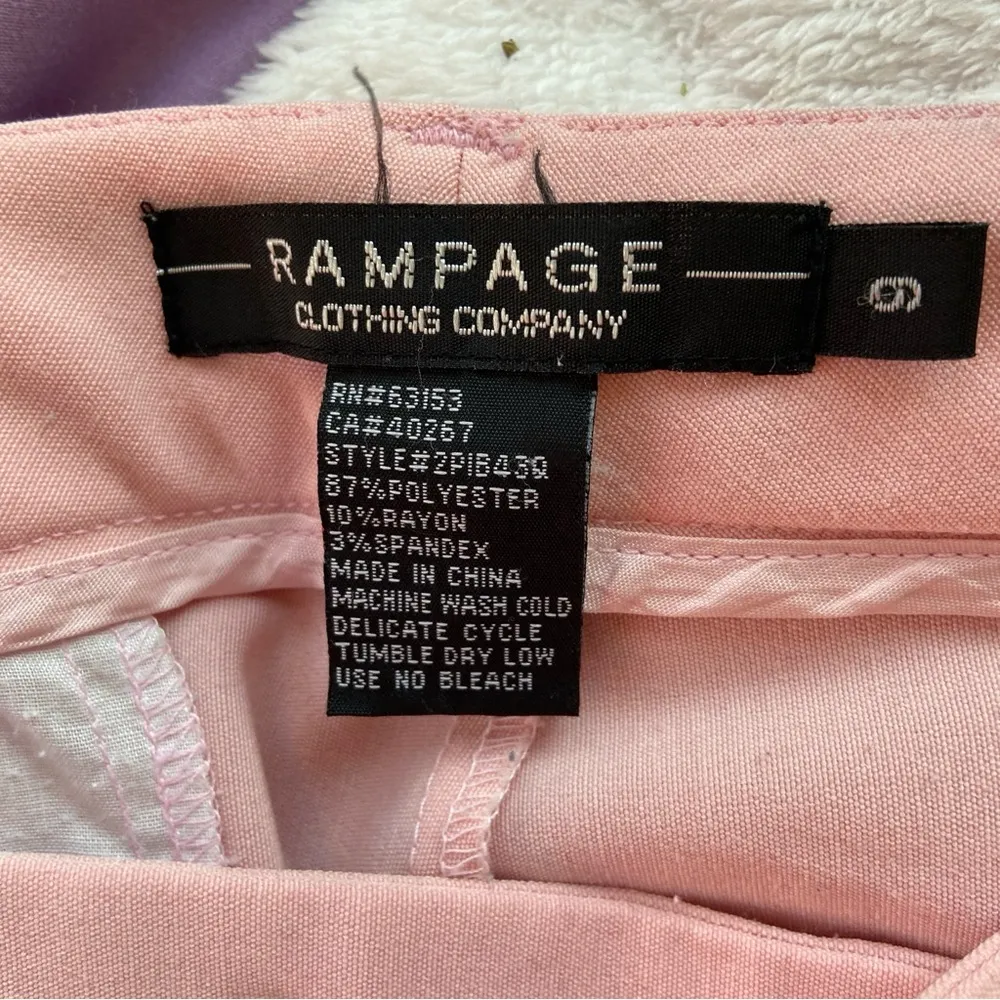 RAMPAGE
CLOTHING COMPANY
9
RN#63153
CA#40267
STYLE#2PIB43Q
87%POLYESTER
10%RAYON
3%SPANDEX
MADE IN CHINA
MACHINE WASH COLD
DELICATE CYCLE
TUMBLE DRY LOW
USE NO BLEACH